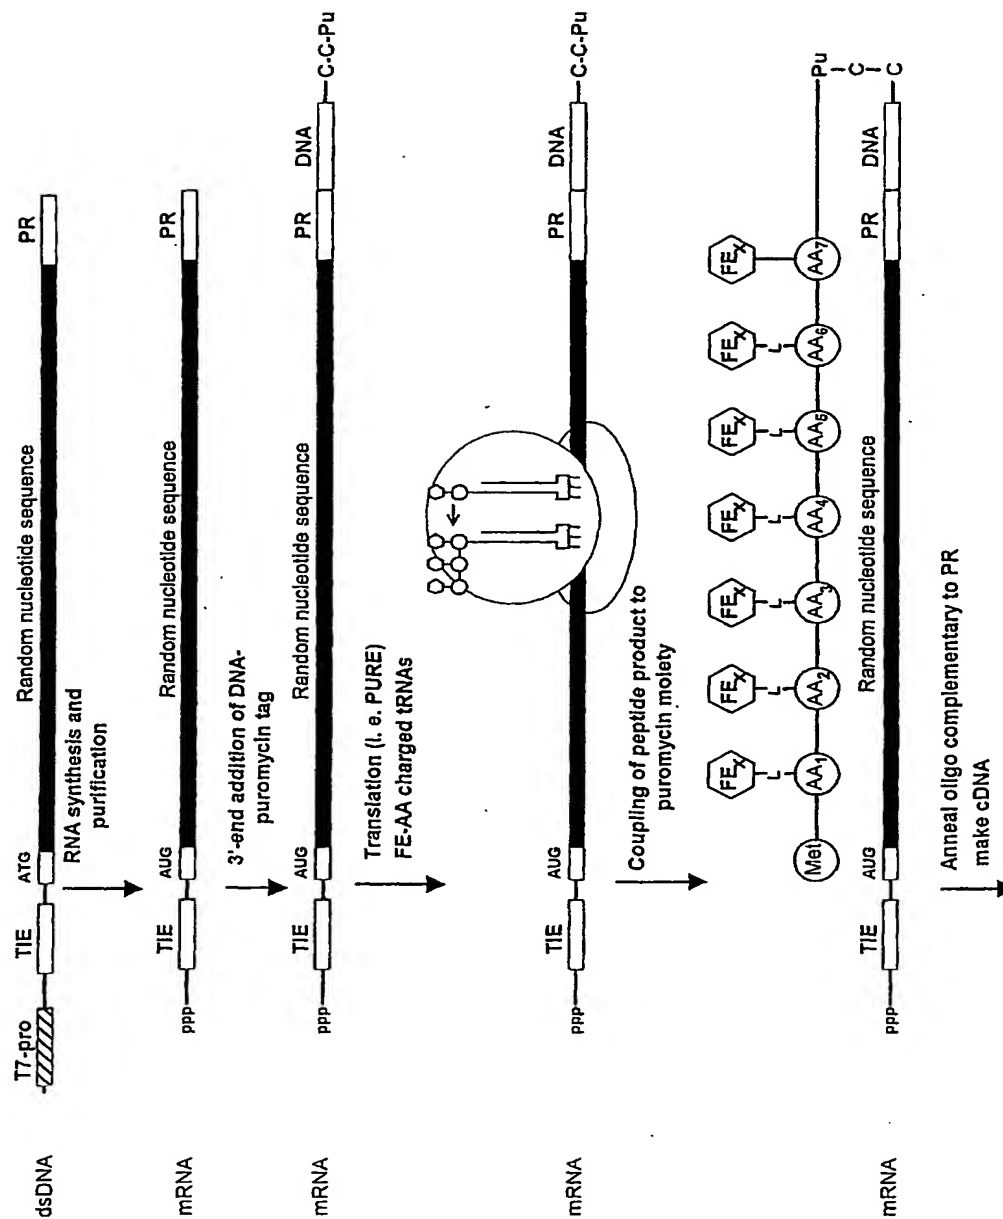 dsDNA
T7-pro
TIE
ATG
Random nucleotide sequence
PR
RNA synthesis and
purification
mRNA
ppp
TIE
AUG
Random nucleotide sequence
PR
3'-end addition of DNA-
puromycin tag
mRNA
ppp
TIE
AUG
Random nucleotide sequence
PR
DNA
C-C-Pu
Translation (i. e. PURE)
FE-AA charged tRNAs
mRNA
ppp
TIE
AUG
PR
DNA
C-C-Pu
Coupling of peptide product to
puromycin moiety
FEX
FEX
FEX
FEX
FEX
FEX
FEX
L
L
L
L
L
L
Met
AA1
AA2
AA3
AA4
AA5
AA6
AA7
Pu
C
C
mRNA
ppp
TIE
AUG
Random nucleotide sequence
PR
DNA
Anneal oligo complementary to PR
make cDNA